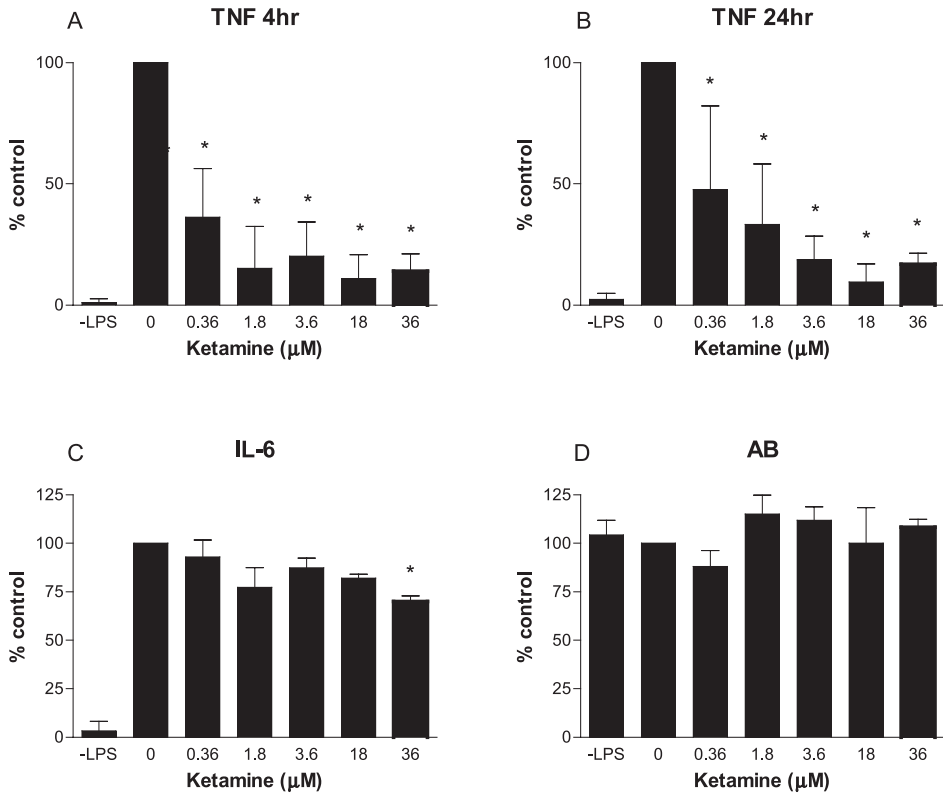 A
TNF 4hr
% control
100
50
0
*
* * * * *
-LPS 0 0.36 1.8 3.6 18 36
Ketamine (μM)
B
TNF 24hr
% control
100
50
0
* * * * *
-LPS 0 0.36 1.8 3.6 18 36
Ketamine (μM)
C
IL-6
% control
125
100
75
50
25
0
*
-LPS 0 0.36 1.8 3.6 18 36
Ketamine (μM)
D
AB
% control
125
100
75
50
25
0
-LPS 0 0.36 1.8 3.6 18 36
Ketamine (μM)